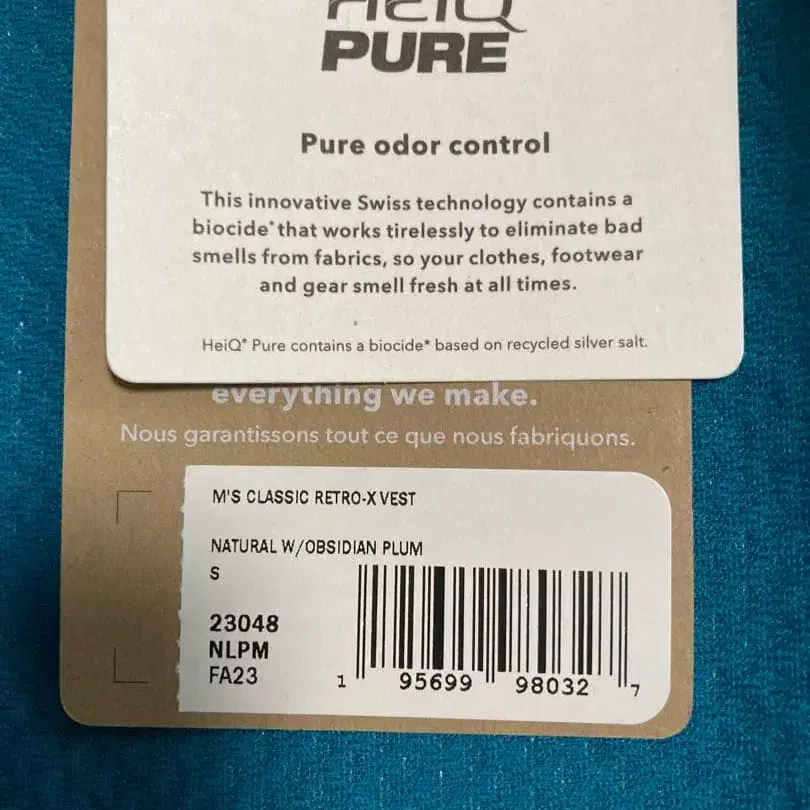 HeiQ
PURE
Pure odor control
This innovative Swiss technology contains a
biocide* that works tirelessly to eliminate bad
smells from fabrics, so your clothes, footwear
and gear smell fresh at all times.
HeiQ® Pure contains a biocide* based on recycled silver salt.
everything we make.
Nous garantissons tout ce que nous fabriquons.
M'S CLASSIC RETRO-X VEST
NATURAL W/OBSIDIAN PLUM
S
23048
NLPM
FA23
1 95699 98032 7